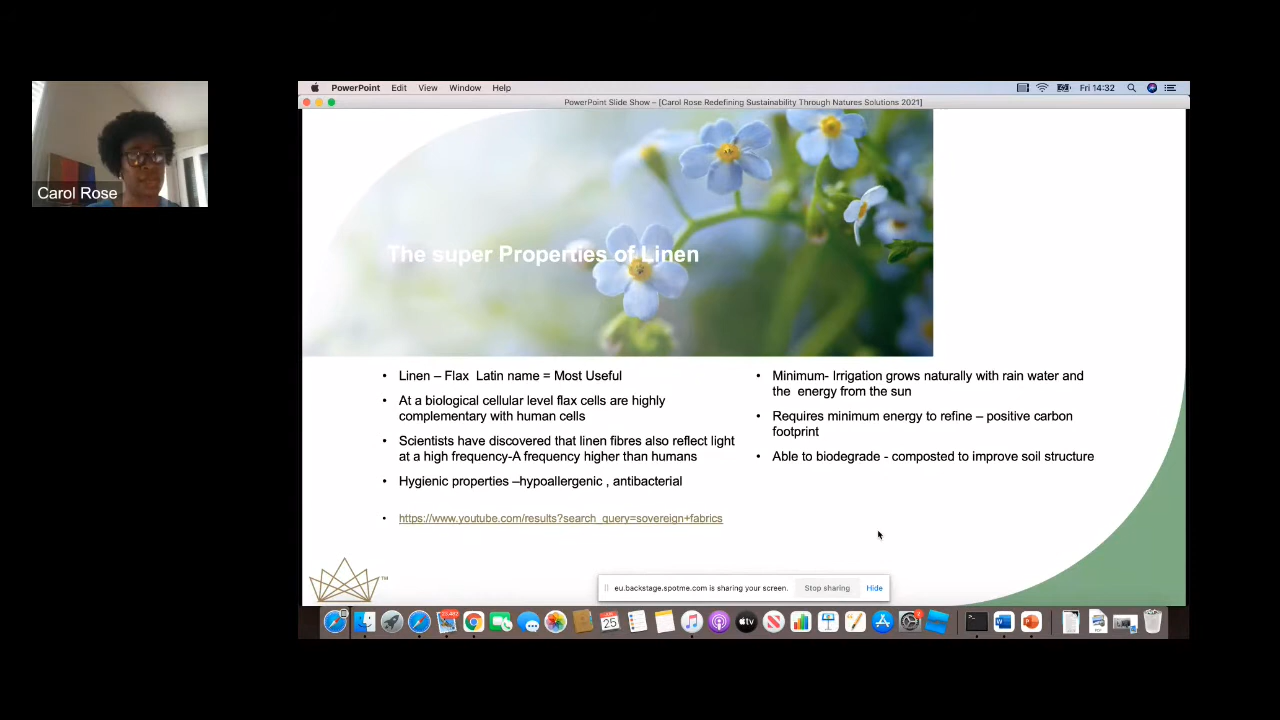 PowerPoint Edit View Window Help
Fri 14:32
PowerPoint Slide Show – [Carol Rose Redefining Sustainability Through Natures Solutions 2021]
Carol Rose
The super Properties of Linen
• Linen – Flax Latin name = Most Useful
• At a biological cellular level flax cells are highly
complementary with human cells
• Scientists have discovered that linen fibres also reflect light
at a high frequency-A frequency higher than humans
• Hygienic properties –hypoallergenic , antibacterial
• https://www.youtube.com/results?search_query=sovereign+fabrics
• Minimum- Irrigation grows naturally with rain water and
the energy from the sun
• Requires minimum energy to refine – positive carbon
footprint
• Able to biodegrade - composted to improve soil structure
TM
eu.backstage.spotme.com is sharing your screen. Stop sharing Hide
JUN
25
tv